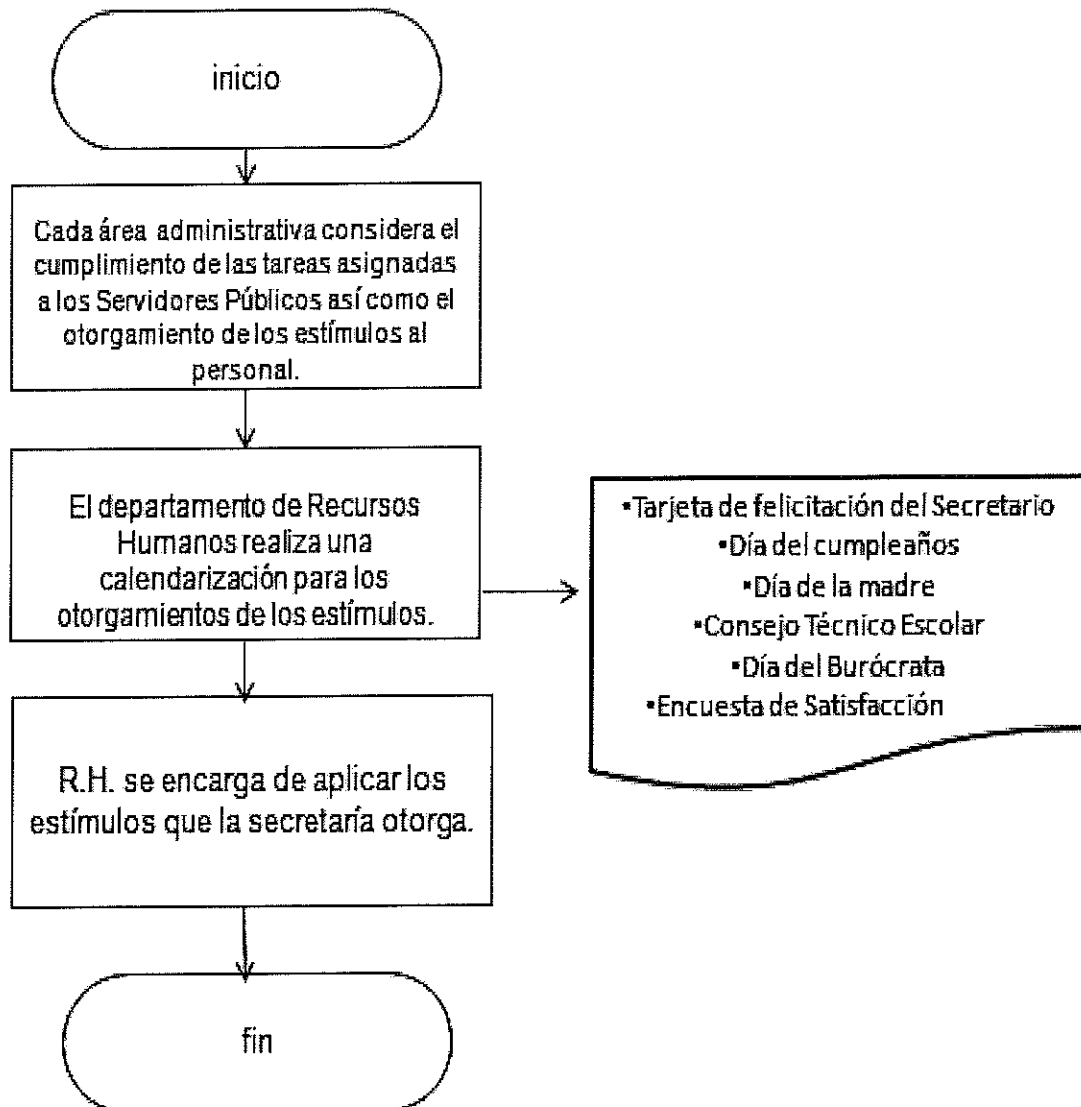 inicio
Cada área administrativa considera el
cumplimiento de las tareas asignadas
a los Servidores Públicos así como el
otorgamiento de los estímulos al
personal.
El departamento de Recursos
Humanos realiza una
calendarización para los
otorgamientos de los estímulos.
▪Tarjeta de felicitación del Secretario
▪Día del cumpleaños
▪Día de la madre
▪Consejo Técnico Escolar
▪Día del Burócrata
▪Encuesta de Satisfacción
R.H. se encarga de aplicar los
estímulos que la secretaría otorga.
fin